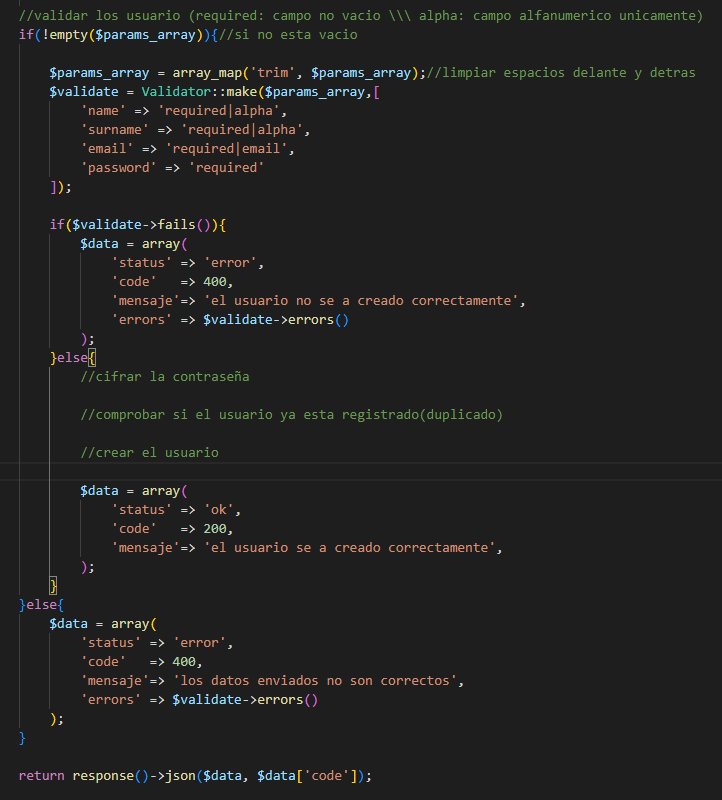 //validar los usuario (required: campo no vacio \\\ alpha: campo alfanumerico unicamente)
if(!empty($params_array)){//si no esta vacio
$params_array = array_map('trim', $params_array);//limpiar espacios delante y detras
$validate = Validator::make($params_array,[
'name' => 'required|alpha',
'surname' => 'required|alpha',
'email' => 'required|email',
'password' => 'required'
]);
if($validate->fails()){
$data = array(
'status' => 'error',
'code'   => 400,
'mensaje'=> 'el usuario no se a creado correctamente',
'errors' => $validate->errors()
);
}else{
//cifrar la contraseña
//comprobar si el usuario ya esta registrado(duplicado)
//crear el usuario
$data = array(
'status' => 'ok',
'code'   => 200,
'mensaje'=> 'el usuario se a creado correctamente',
);
}
}else{
$data = array(
'status' => 'error',
'code'   => 400,
'mensaje'=> 'los datos enviados no son correctos',
'errors' => $validate->errors()
);
}
return response()->json($data, $data['code']);